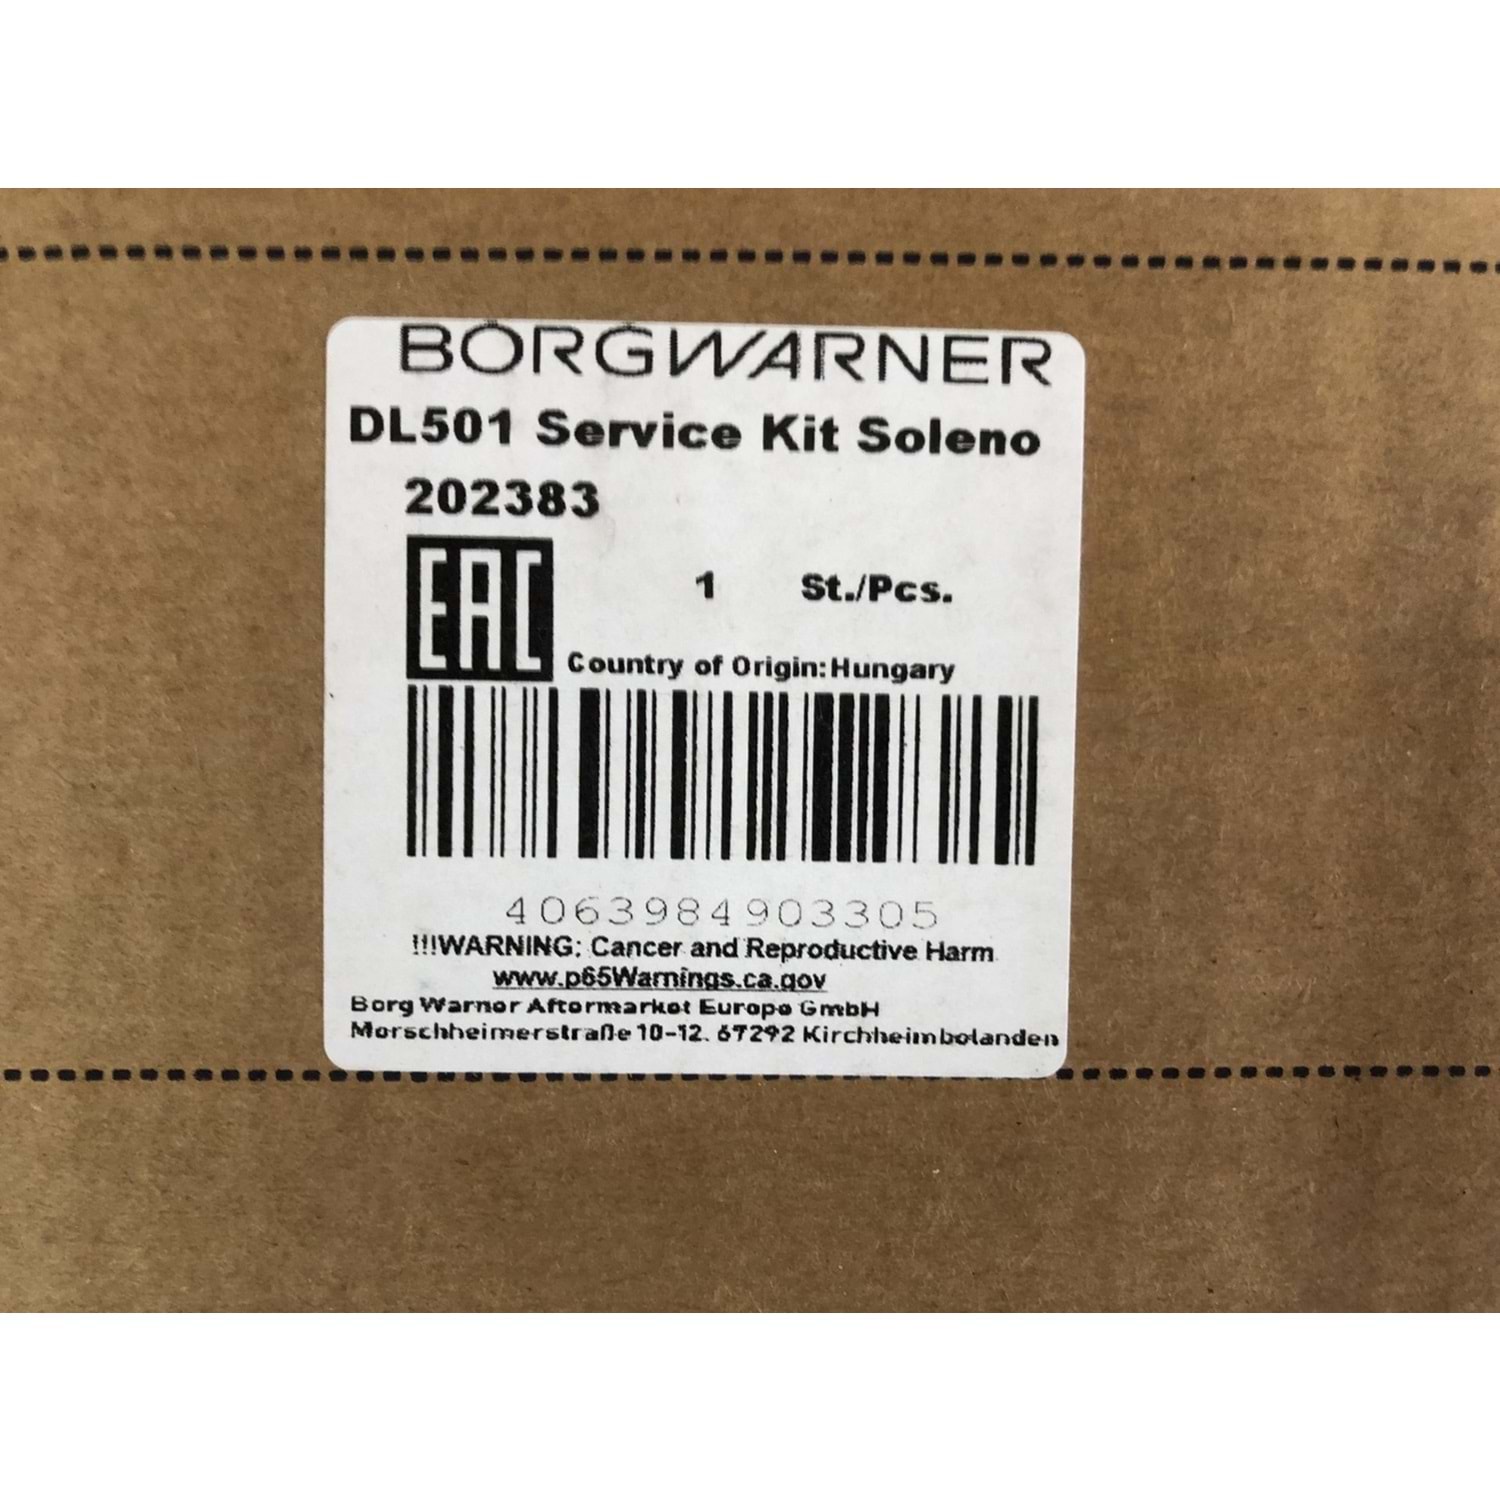 BORGWARNER
DL501 Service Kit Soleno
202383
EAC
1 St./Pcs.
Country of Origin:Hungary
4063984903305
!!!WARNING: Cancer and Reproductive Harm
www.p65Warnings.ca.gov
Borg Warner Aftermarket Europe GmbH
Morschheimerstraße 10-12. 67292 Kirchheimbolanden